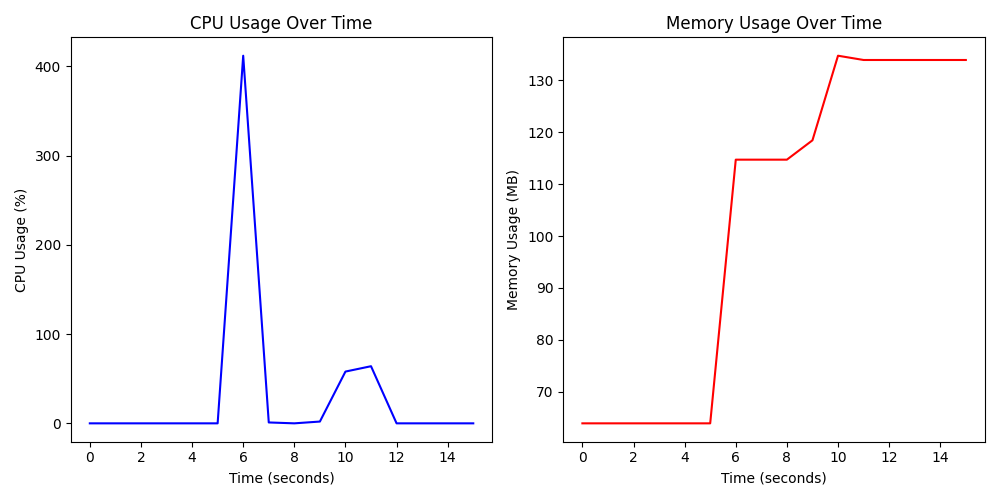 CPU Usage Over Time
CPU Usage (%)
400
300
200
100
0
0 2 4 6 8 10 12 14
Time (seconds)
Memory Usage Over Time
Memory Usage (MB)
130
120
110
100
90
80
70
0 2 4 6 8 10 12 14
Time (seconds)